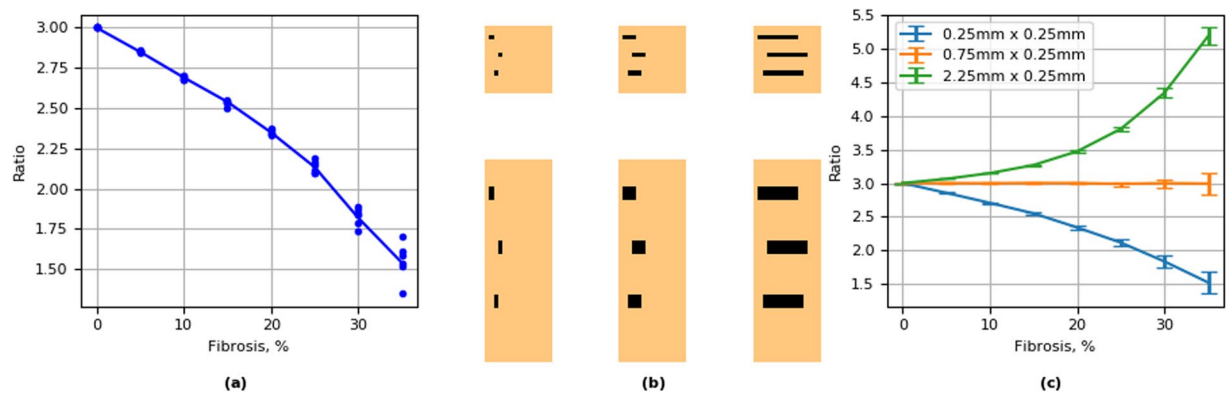 3.00
2.75
2.50
2.25
2.00
1.75
1.50
Ratio
0 10 20 30
Fibrosis, %
(a)
(b)
5.5
5.0
4.5
4.0
3.5
3.0
2.5
2.0
1.5
Ratio
0.25mm x 0.25mm
0.75mm x 0.25mm
2.25mm x 0.25mm
0 10 20 30
Fibrosis, %
(c)